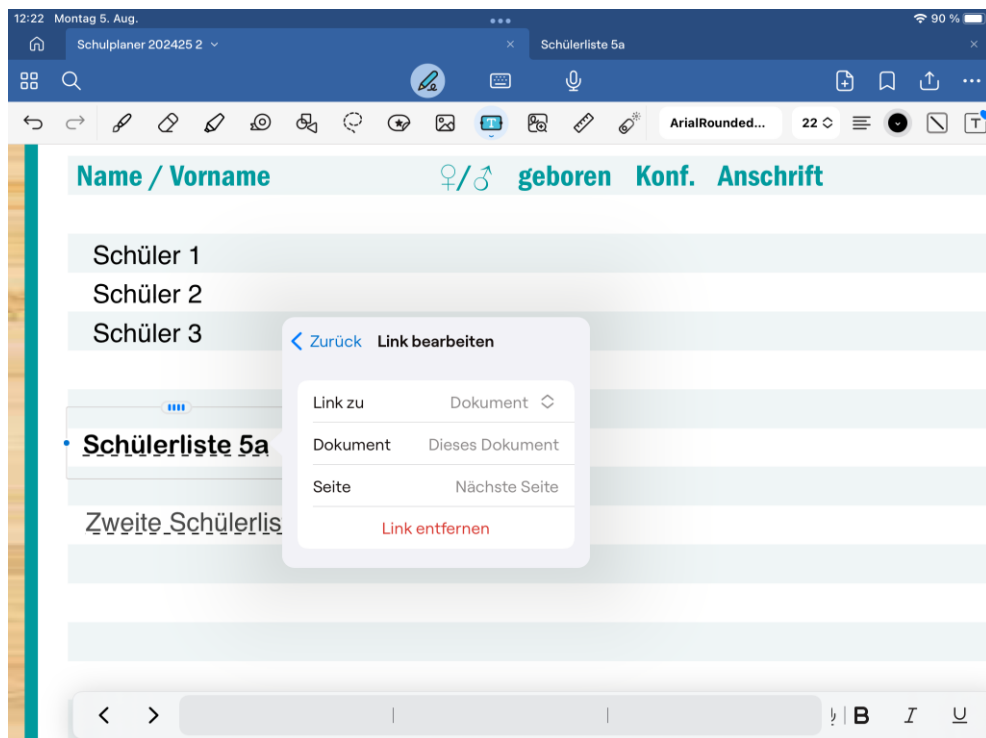 12:22 Montag 5. Aug. 90 %
Schulplaner 202425 2 Schülerliste 5a
ArialRounded... 22
Name / Vorname ♀/♂ geboren Konf. Anschrift
Schüler 1
Schüler 2
Schüler 3
Zurück Link bearbeiten
Link zu Dokument
Schülerliste 5a
Dokument Dieses Dokument
Seite Nächste Seite
Zweite Schülerlis
Link entfernen
B I U